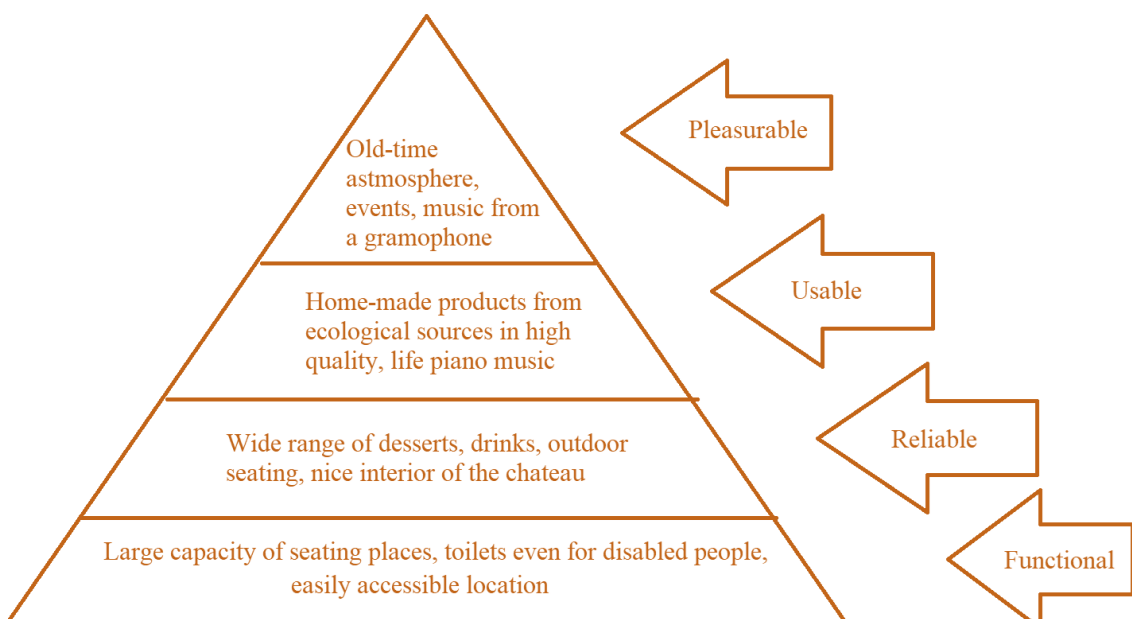 Pleasurable
Old-time
astmosphere,
events, music from
a gramophone
Usable
Home-made products from
ecological sources in high
quality, life piano music
Reliable
Wide range of desserts, drinks, outdoor
seating, nice interior of the chateau
Functional
Large capacity of seating places, toilets even for disabled people,
easily accessible location